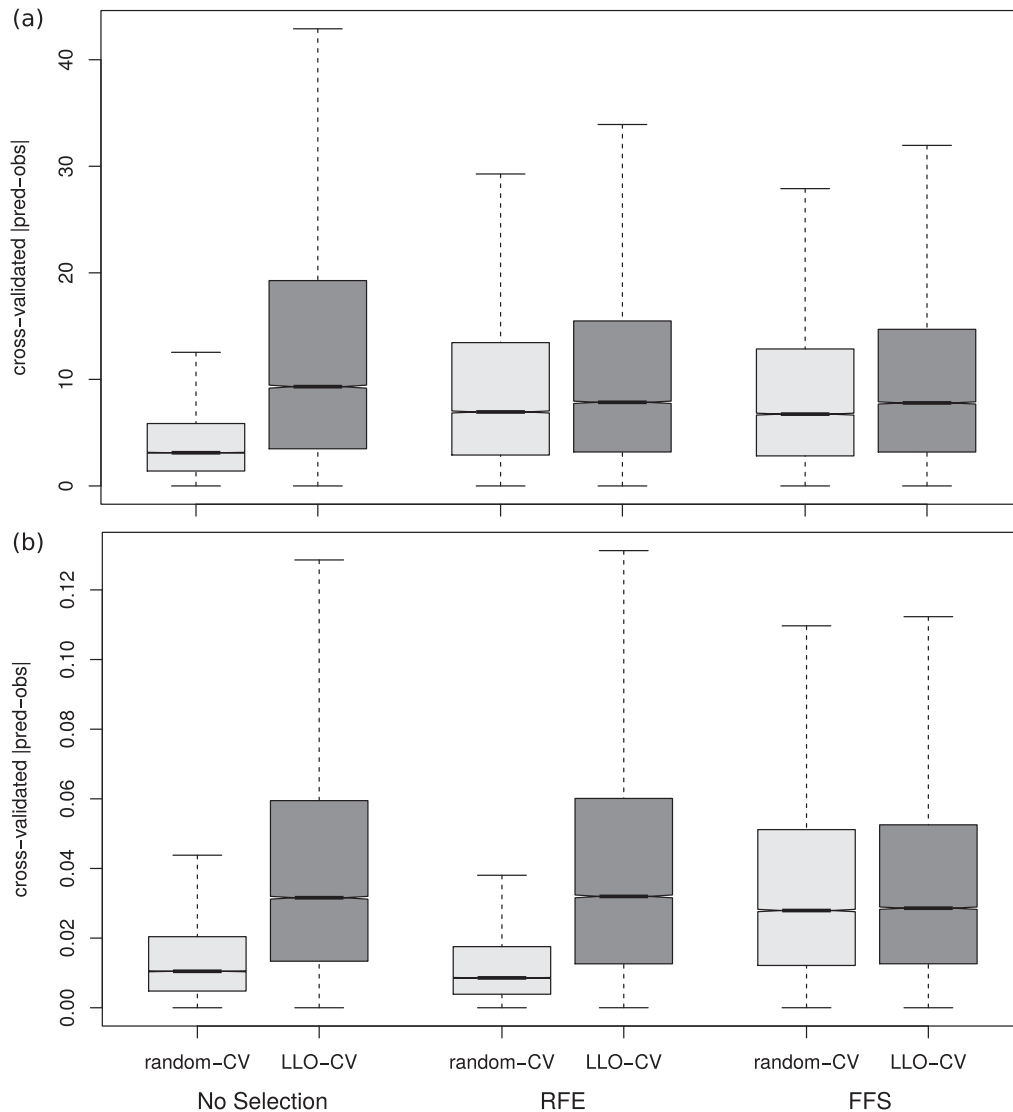 (a)
cross-validated |pred-obs|
40
30
20
10
0
(b)
cross-validated |pred-obs|
0.12
0.10
0.08
0.06
0.04
0.02
0.00
random-CV LLO-CV random-CV LLO-CV random-CV LLO-CV
No Selection RFE FFS